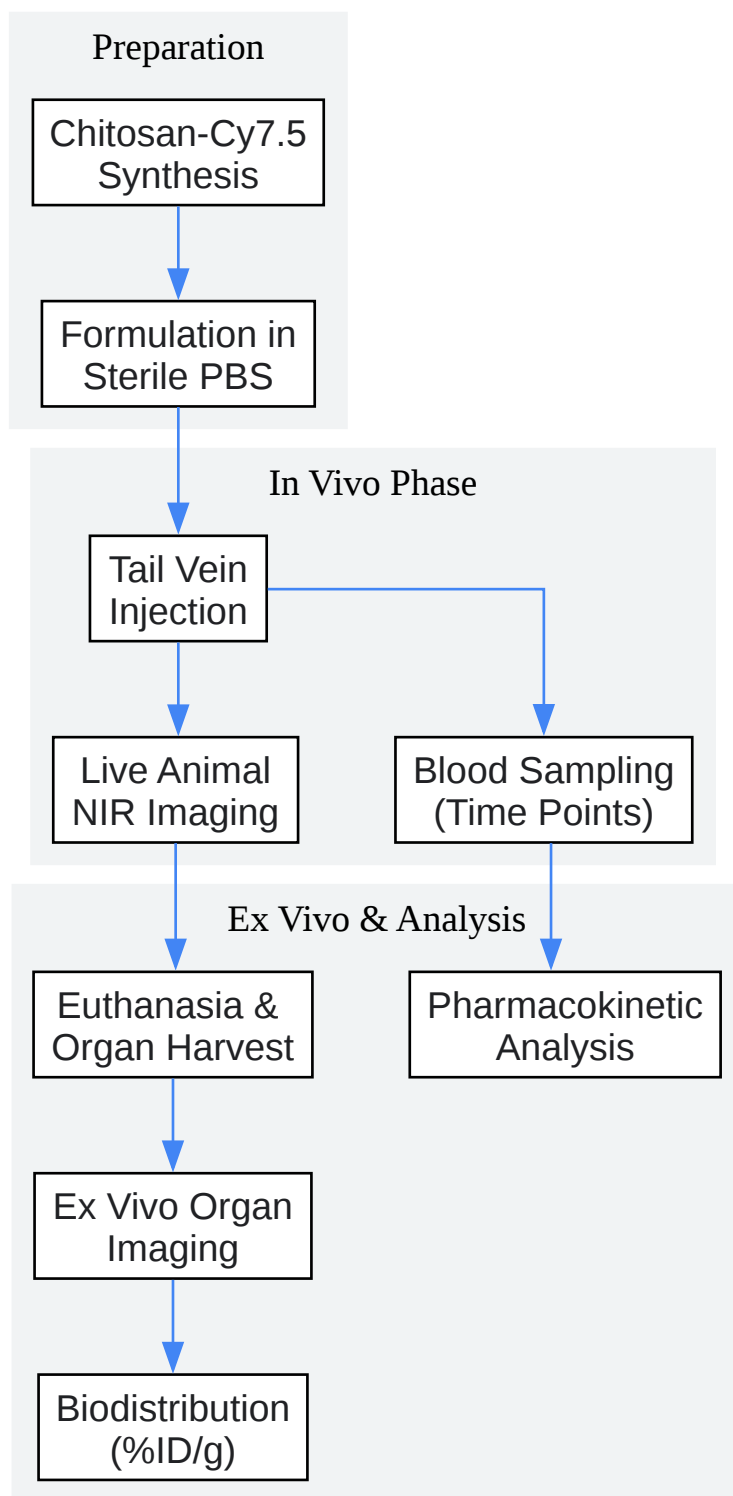 Preparation
Chitosan-Cy7.5
Synthesis
Formulation in
Sterile PBS
In Vivo Phase
Tail Vein
Injection
Live Animal
NIR Imaging
Blood Sampling
(Time Points)
Ex Vivo & Analysis
Euthanasia &
Organ Harvest
Pharmacokinetic
Analysis
Ex Vivo Organ
Imaging
Biodistribution
(%ID/g)